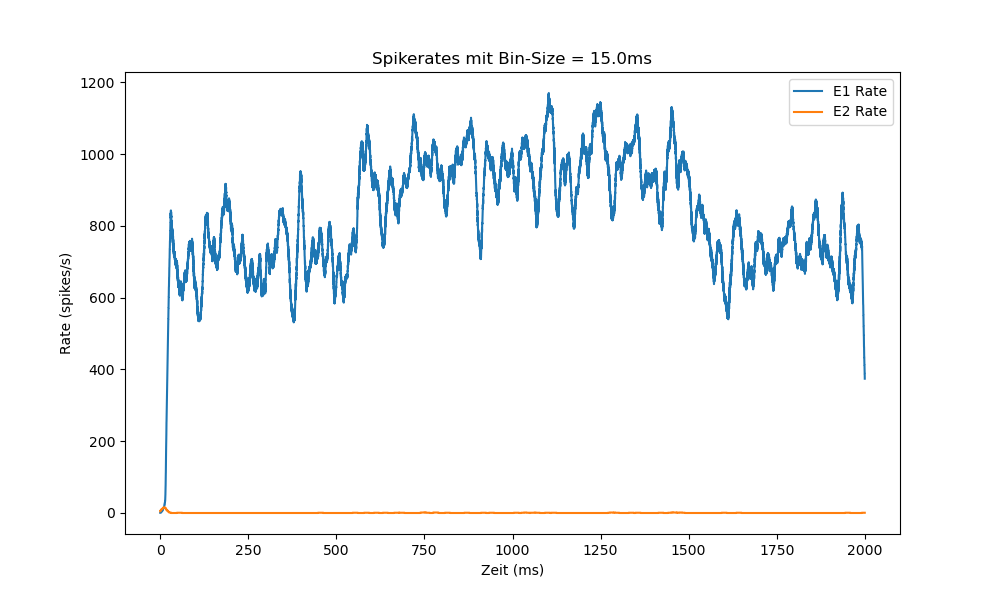 Spikerates mit Bin-Size = 15.0ms
E1 Rate
E2 Rate
1200
1000
800
600
400
200
0
Rate (spikes/s)
0 250 500 750 1000 1250 1500 1750 2000
Zeit (ms)